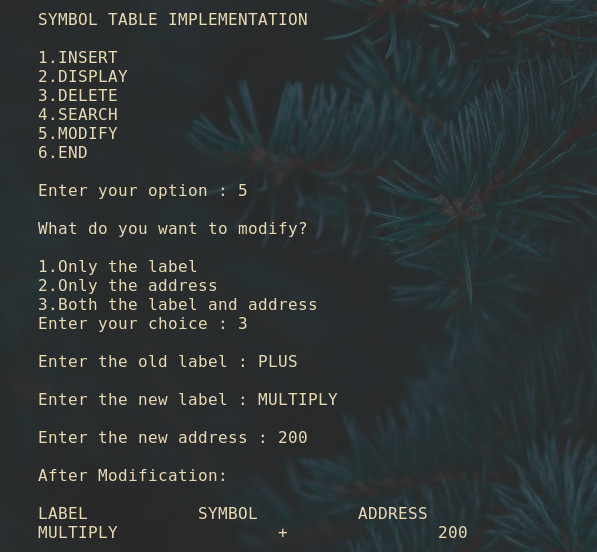 SYMBOL TABLE IMPLEMENTATION
1.INSERT
2.DISPLAY
3.DELETE
4.SEARCH
5.MODIFY
6.END
Enter your option : 5
What do you want to modify?
1.Only the label
2.Only the address
3.Both the label and address
Enter your choice : 3
Enter the old label : PLUS
Enter the new label : MULTIPLY
Enter the new address : 200
After Modification:
LABEL SYMBOL ADDRESS
MULTIPLY + 200